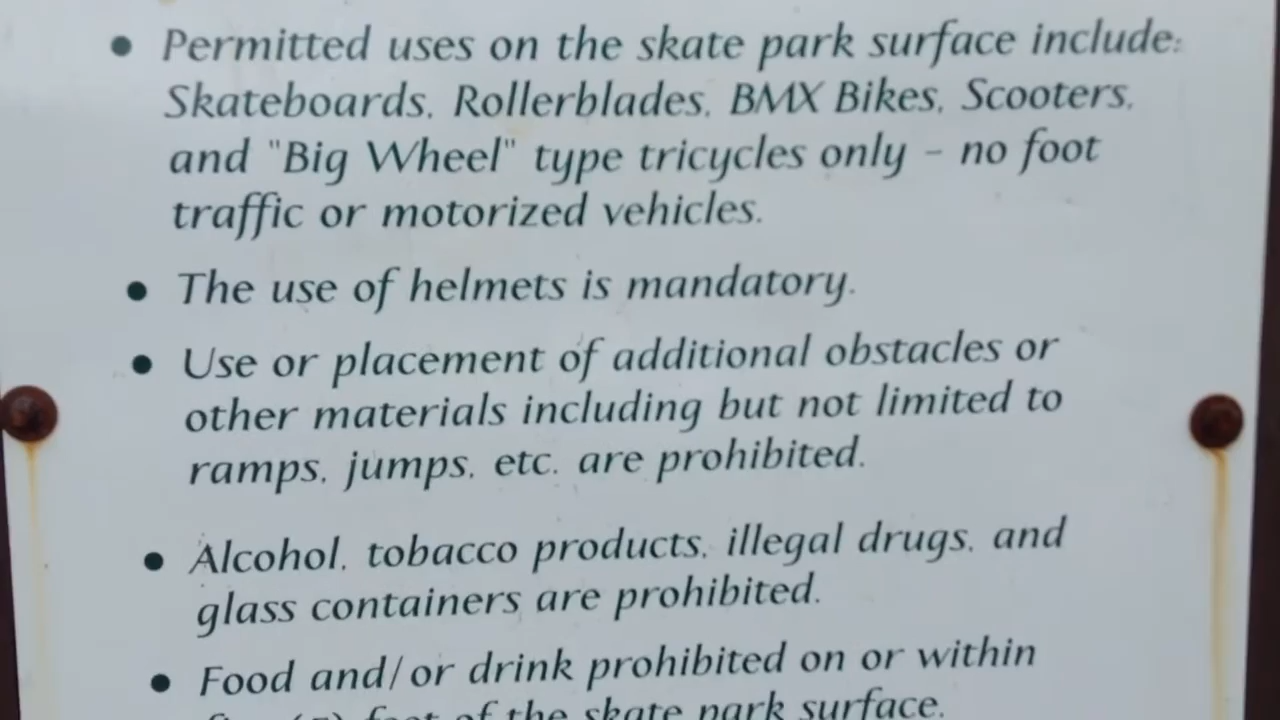 • Permitted uses on the skate park surface include:
Skateboards, Rollerblades, BMX Bikes, Scooters,
and "Big Wheel" type tricycles only – no foot
traffic or motorized vehicles.
• The use of helmets is mandatory.
• Use or placement of additional obstacles or
other materials including but not limited to
ramps, jumps, etc. are prohibited.
• Alcohol, tobacco products, illegal drugs, and
glass containers are prohibited.
• Food and/or drink prohibited on or within
feet of the skate park surface.